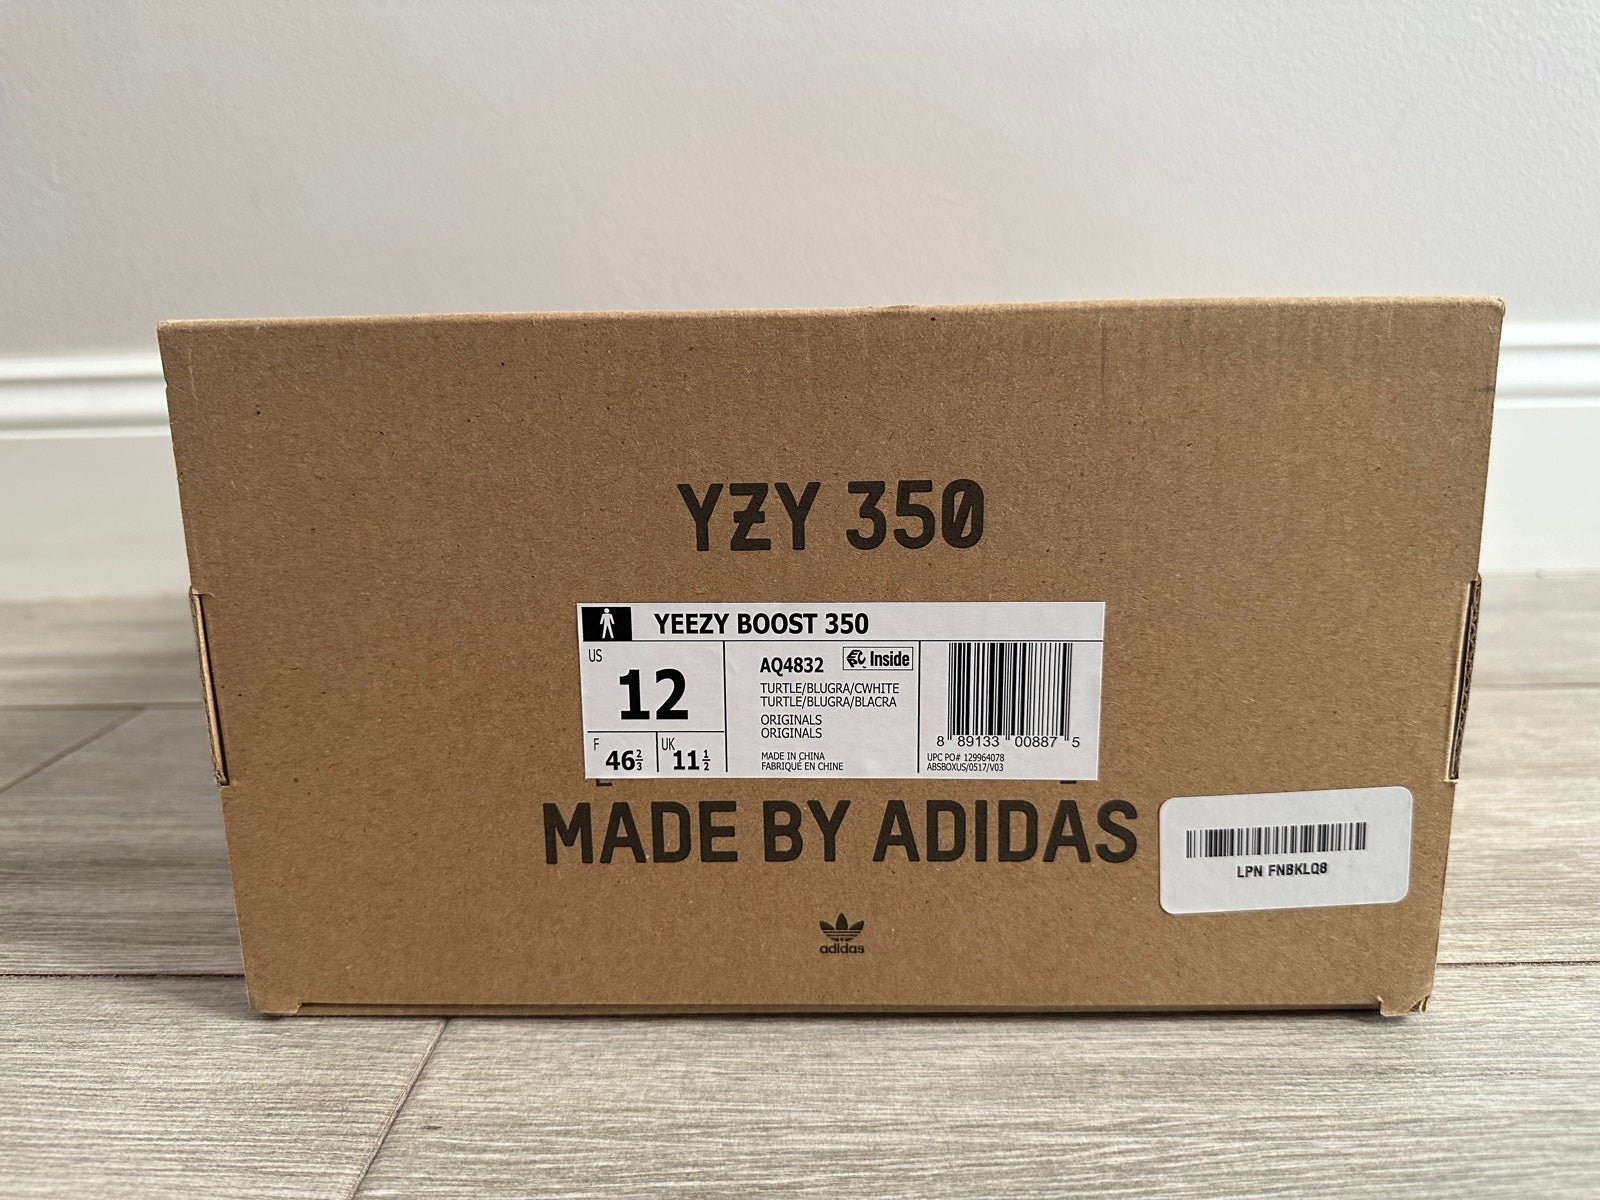 YZY 350
YEEZY BOOST 350
US
12
F
46 2/3
UK
11 1/2
AQ4832
Inside
TURTLE/BLUGRA/CWHITE
TURTLE/BLUGRA/BLACRA
ORIGINALS
ORIGINALS
MADE IN CHINA
FABRIQUÉ EN CHINE
8 89133 00887 5
UPC PO# 129964078
ABSBOXUS/0517/V03
MADE BY ADIDAS
LPN FNBKLQ8
adidas